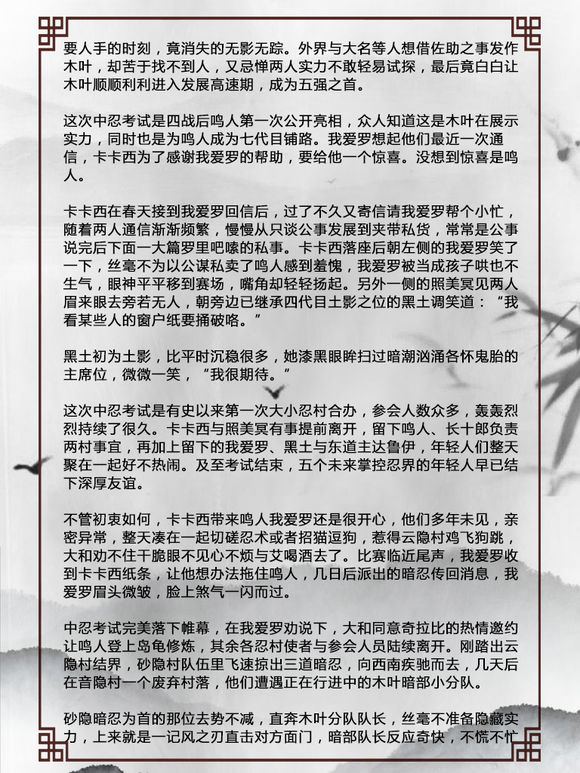 要人手的时刻，竟消失的无影无踪。外界与大名等人想借佐助之事发作
木叶，却苦于找不到人，又忌惮两人实力不敢轻易试探，最后竟白白让
木叶顺顺利利进入发展高速期，成为五强之首。
这次中忍考试是四战后鸣人第一次公开亮相，众人知道这是木叶在展示
实力，同时也是为鸣人成为七代目铺路。我爱罗想起他们最近一次通
信，卡卡西为了感谢我爱罗的帮助，要给他一个惊喜。没想到惊喜是鸣
人。
卡卡西在春天接到我爱罗回信后，过了不久又寄信请我爱罗帮个小忙，
随着两人通信渐渐频繁，慢慢从只谈公事发展到夹带私货，常常是公事
说完后下面一大篇罗里吧嗦的私事。卡卡西落座后朝左侧的我爱罗笑了
一下，丝毫不为以公谋私卖了鸣人感到羞愧，我爱罗被当成孩子哄也不
生气，眼神平平移到赛场，嘴角却轻轻扬起。另外一侧的照美冥见两人
眉来眼去旁若无人，朝旁边已继承四代目土影之位的黑土调笑道：“我
看某些人的窗户纸要捅破咯。”
黑土初为土影，比平时沉稳很多，她漆黑眼眸扫过暗潮汹涌各怀鬼胎的
主席位，微微一笑，“我很期待。”
这次中忍考试是有史以来第一次大小忍村合办，参会人数众多，轰轰烈
烈持续了很久。卡卡西与照美冥有事提前离开，留下鸣人、长十郎负责
两村事宜，再加上留下的我爱罗、黑土与东道主达鲁伊，年轻人们整天
聚在一起好不热闹。及至考试结束，五个未来掌控忍界的年轻人早已结
下深厚友谊。
不管初衷如何，卡卡西带来鸣人我爱罗还是很开心，他们多年未见，亲
密异常，整天凑在一起切磋忍术或者招猫逗狗，惹得云隐村鸡飞狗跳，
大和劝不住干脆眼不见心不烦与艾喝酒去了。比赛临近尾声，我爱罗收
到卡卡西纸条，让他想办法拖住鸣人，几日后派出的暗忍传回消息，我
爱罗眉头微皱，脸上煞气一闪而过。
中忍考试完美落下帷幕，在我爱罗劝说下，大和同意奇拉比的热情邀约
让鸣人登上岛龟修炼，其余各忍村使者与参会人员陆续离开。刚踏出云
隐村结界，砂隐村队伍里飞速掠出三道暗忍，向西南疾驰而去，几天后
在音隐村一个废弃村落，他们遭遇正在行进中的木叶暗部小分队。
砂隐暗忍为首的那位去势不减，直奔木叶分队队长，丝毫不准备隐藏实
力，上来就是一记风之刃直击对方面门，暗部队长反应奇快，不慌不忙